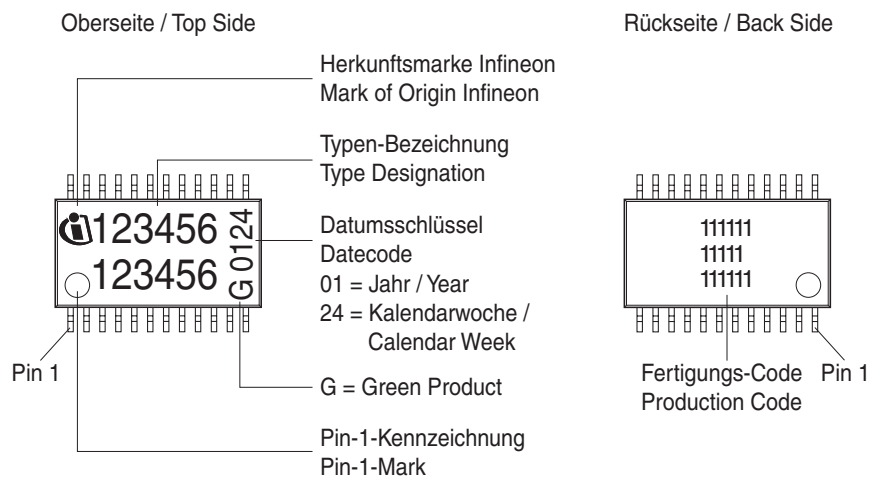 Oberseite / Top Side
Rückseite / Back Side
Herkunftsmarke Infineon
Mark of Origin Infineon
Typen-Bezeichnung
Type Designation
123456
123456
G 0124
Datumsschlüssel
Datecode
01 = Jahr / Year
24 = Kalendarwoche /
Calendar Week
111111
11111
111111
Pin 1
G = Green Product
Fertigungs-Code
Production Code
Pin 1
Pin-1-Kennzeichnung
Pin-1-Mark